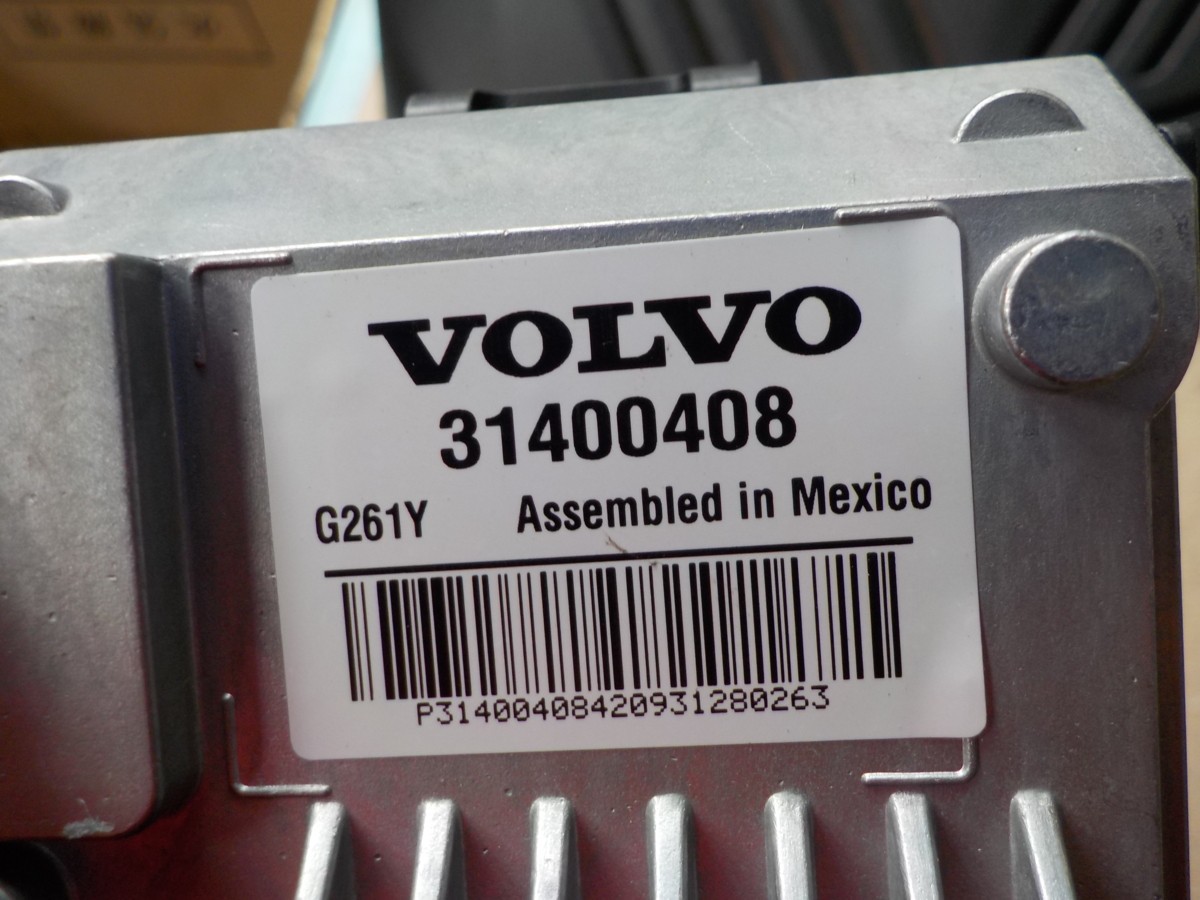 VOLVO
31400408
G261Y Assembled in Mexico
P31400408420931280263